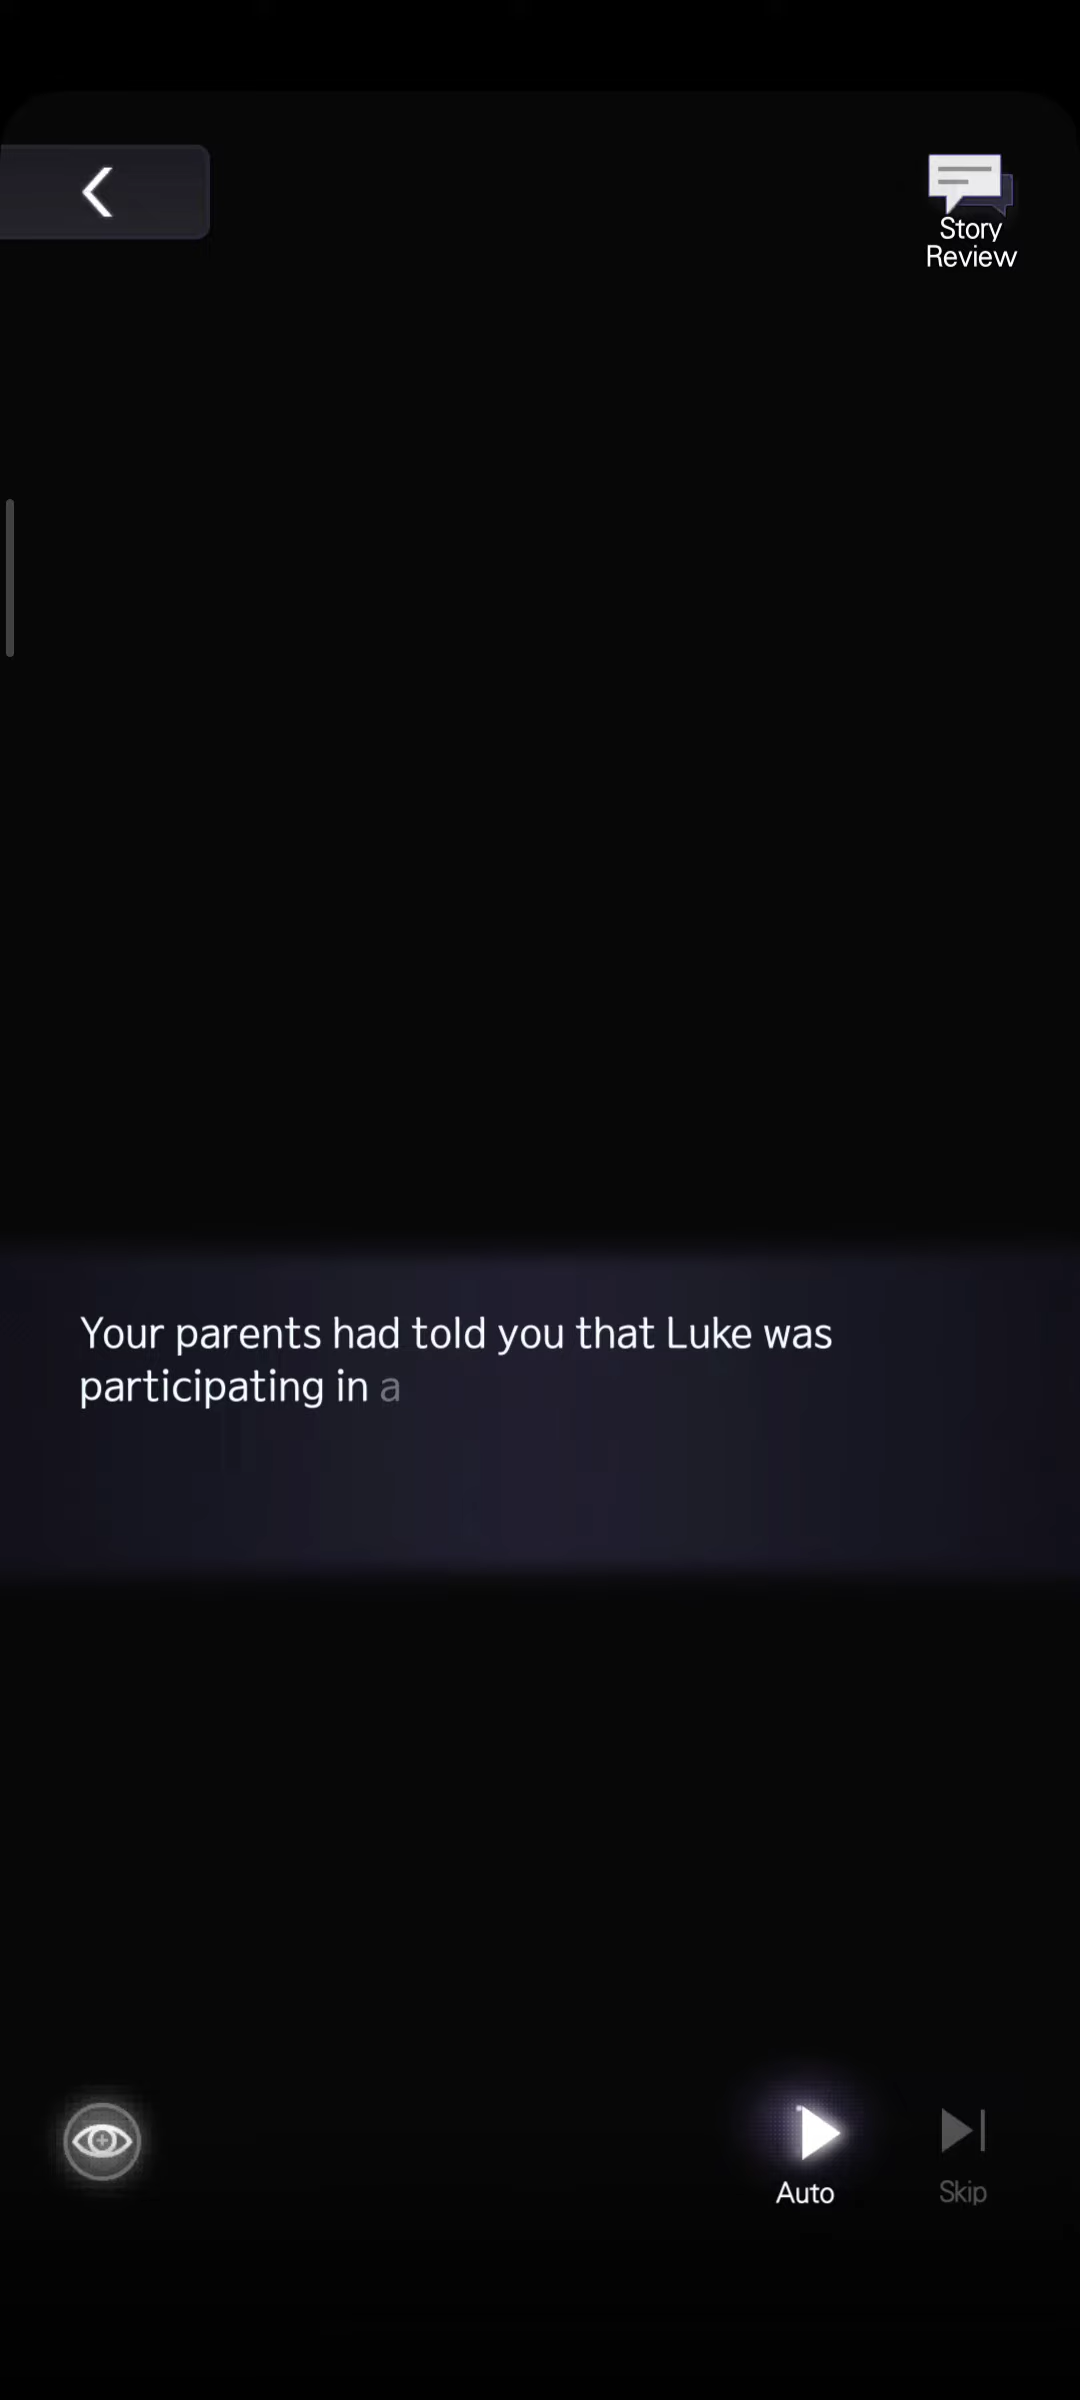 Story
Review
Your parents had told you that Luke was
participating in a
Auto
Skip